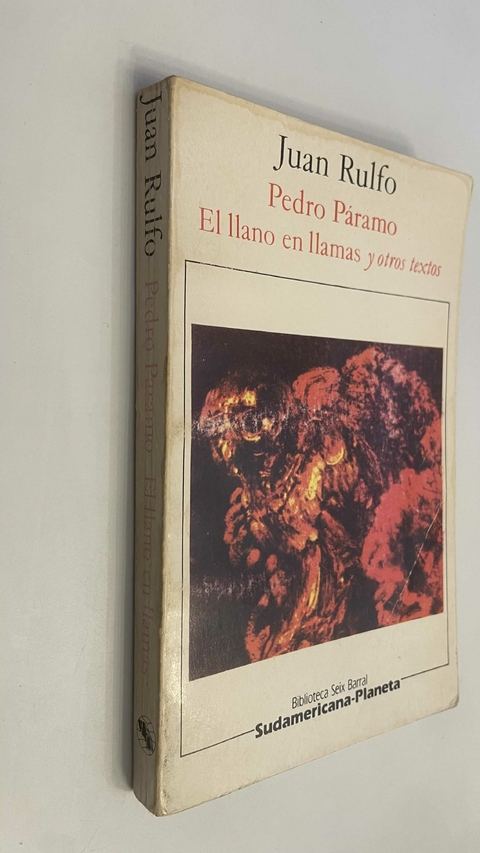 Juan Rulfo
Pedro Páramo
El llano en llamas y otros textos
Biblioteca Seix Barral
Sudamericana-Planeta
Juan Rulfo Pedro Páramo – El llano en llamas